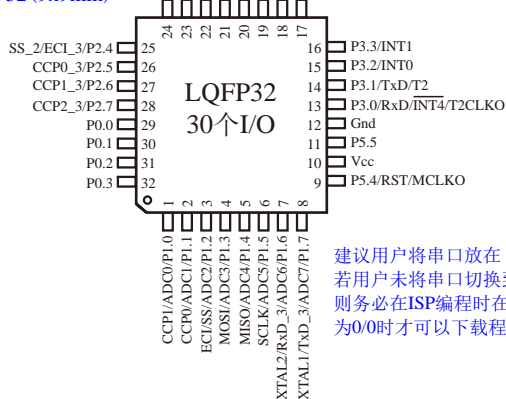 24 23 22 21 20 19 18 17
SS_2/ECI_3/P2.4 25
CCP0_3/P2.5 26
CCP1_3/P2.6 27
CCP2_3/P2.7 28
P0.0 29
P0.1 30
P0.2 31
P0.3 32
LQFP32
30个I/O
16 P3.3/INT1
15 P3.2/INT0
14 P3.1/TxD/T2
13 P3.0/RxD/INT4/T2CLKO
12 Gnd
11 P5.5
10 Vcc
9 P5.4/RST/MCLKO
1 2 3 4 5 6 7 8
CCP1/ADC0/P1.0
CCP0/ADC1/P1.1
ECI/SS/ADC2/P1.2
MOSI/ADC3/P1.3
MISO/ADC4/P1.4
SCLK/ADC5/P1.5
XTAL2/RxD_3/ADC6/P1.6
XTAL1/TxD_3/ADC7/P1.7
建议用户将串口放在
若用户未将串口切换
则务必在ISP编程时在
为0/0时才可以下载程